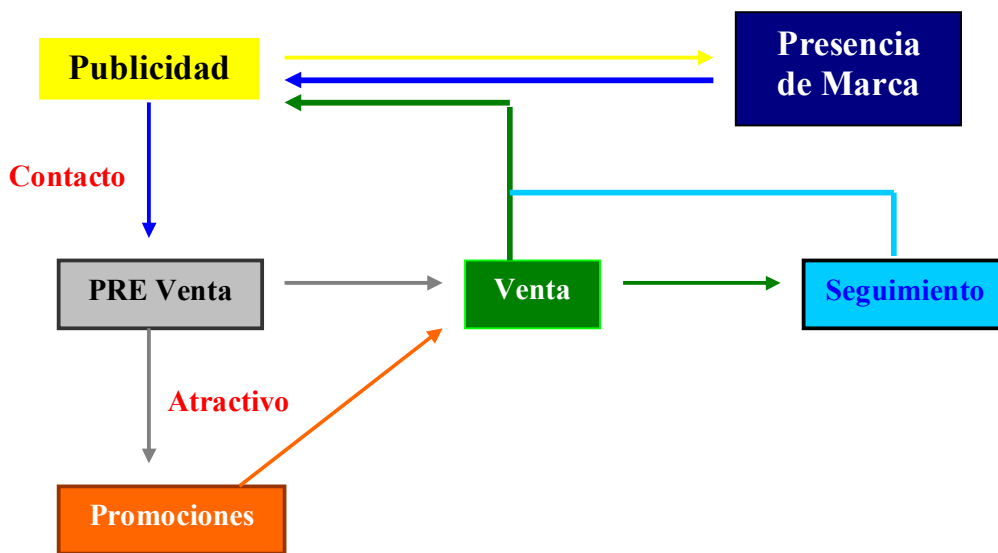 Publicidad
Presencia
de Marca
Contacto
PRE Venta
Venta
Seguimiento
Atractivo
Promociones